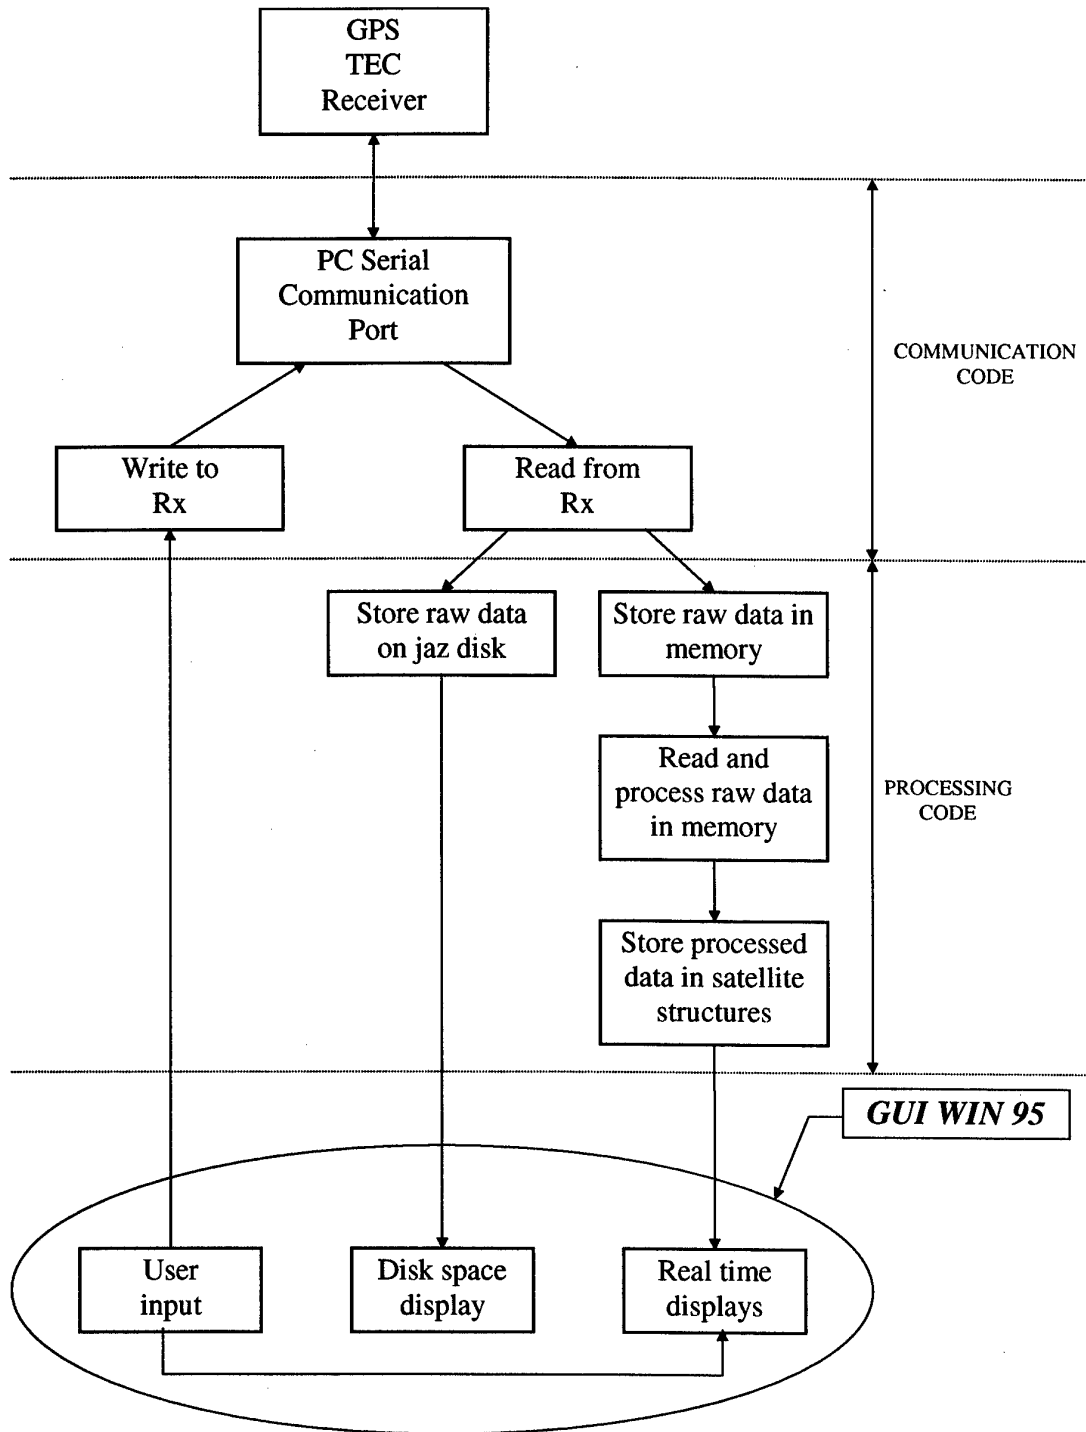 GPS
TEC
Receiver
PC Serial
Communication
Port
COMMUNICATION
CODE
Write to
Rx
Read from
Rx
Store raw data
on jaz disk
Store raw data in
memory
Read and
process raw data
in memory
PROCESSING
CODE
Store processed
data in satellite
structures
GUI WIN 95
User
input
Disk space
display
Real time
displays